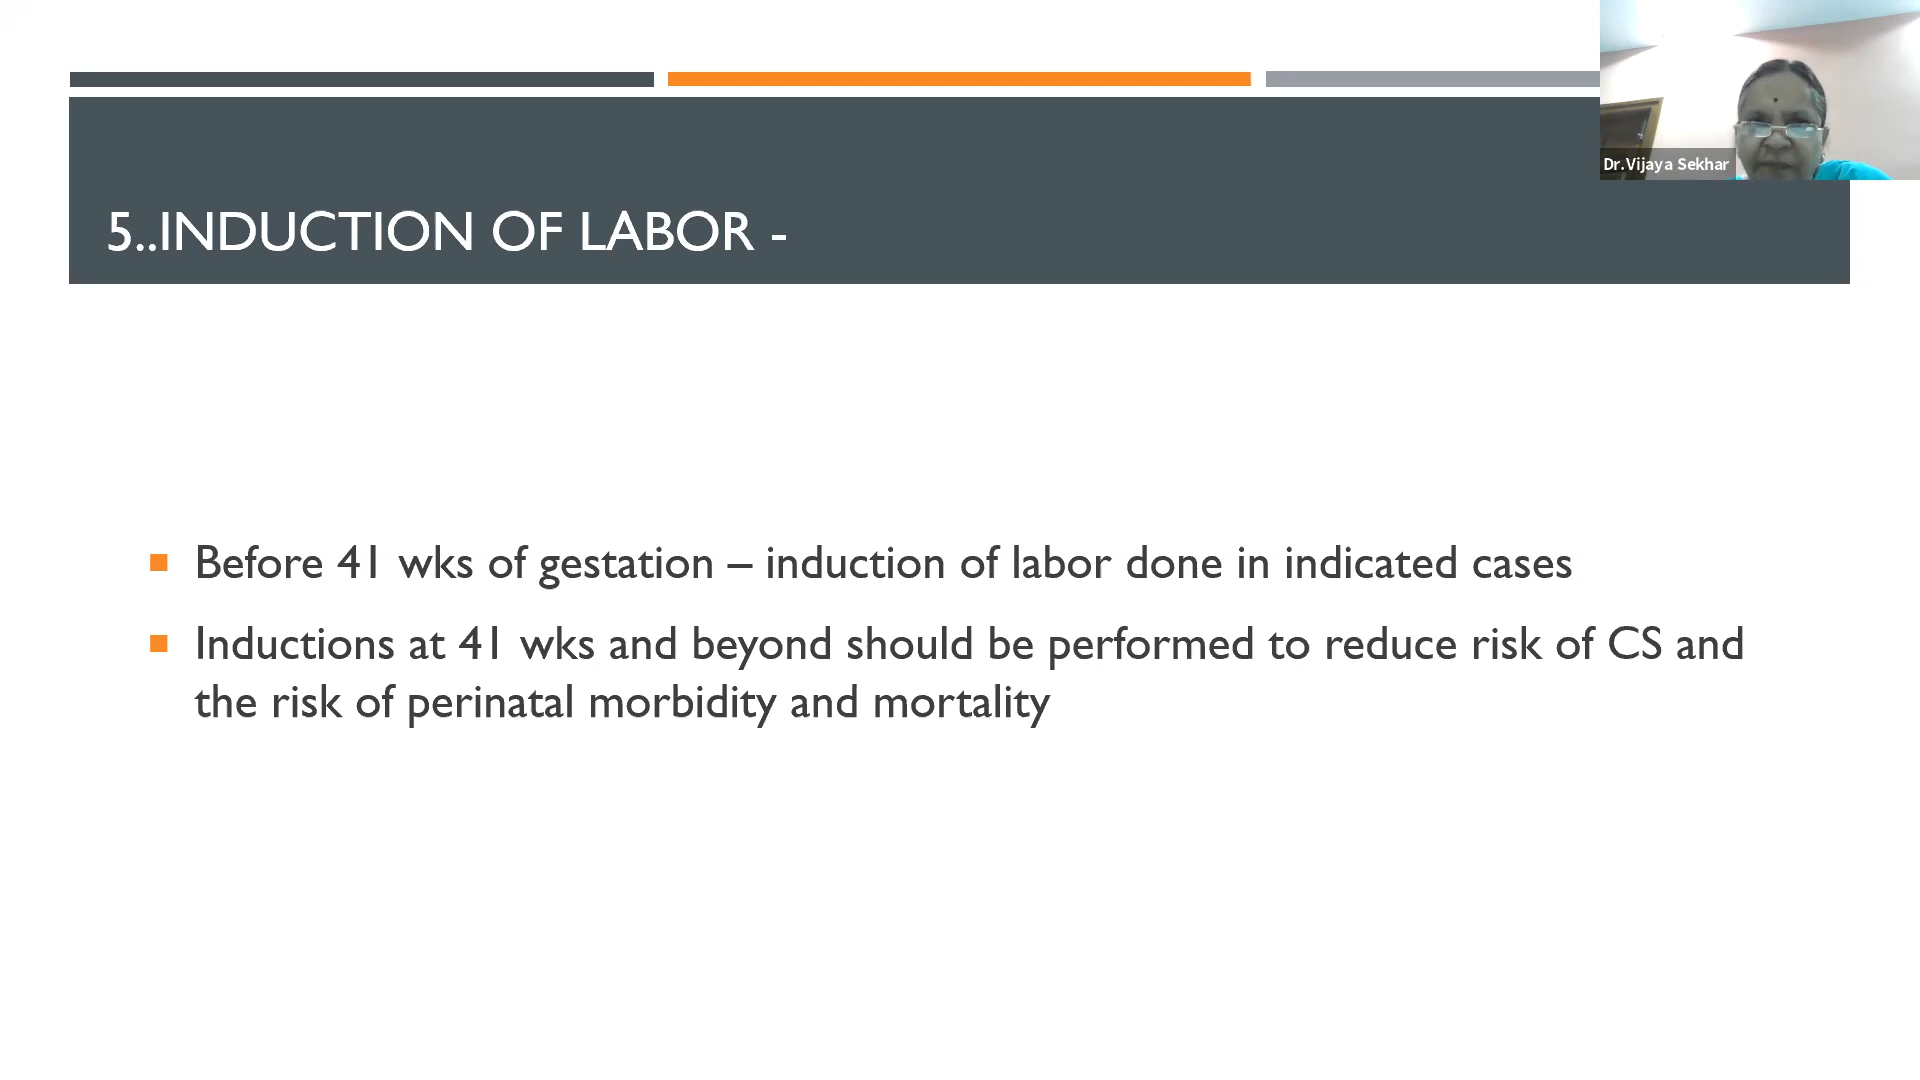 Dr.Vijaya Sekhar
5..INDUCTION OF LABOR -
Before 41 wks of gestation – induction of labor done in indicated cases
Inductions at 41 wks and beyond should be performed to reduce risk of CS and
the risk of perinatal morbidity and mortality